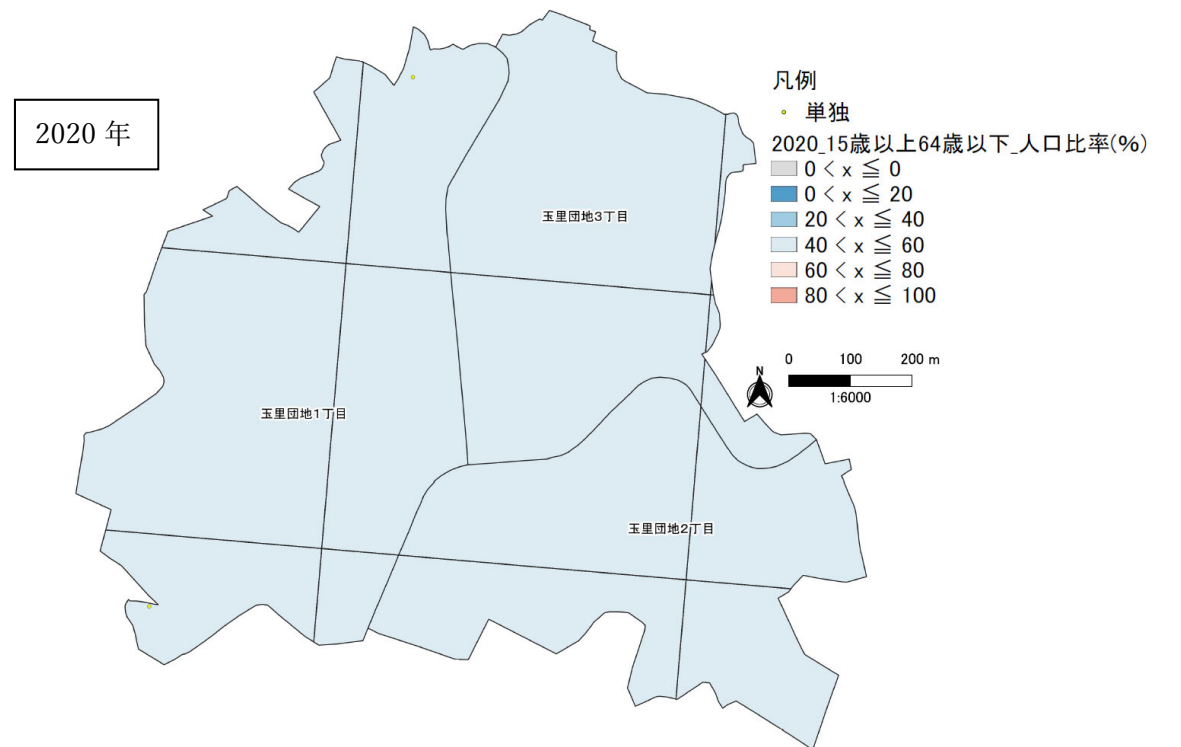 2020 年
凡例
単独
2020_15歳以上64歳以下_人口比率(%)
0 < x ≦ 0
0 < x ≦ 20
20 < x ≦ 40
40 < x ≦ 60
60 < x ≦ 80
80 < x ≦ 100
玉里団地3丁目
N
0 100 200 m
1:6000
玉里団地1丁目
玉里団地2丁目